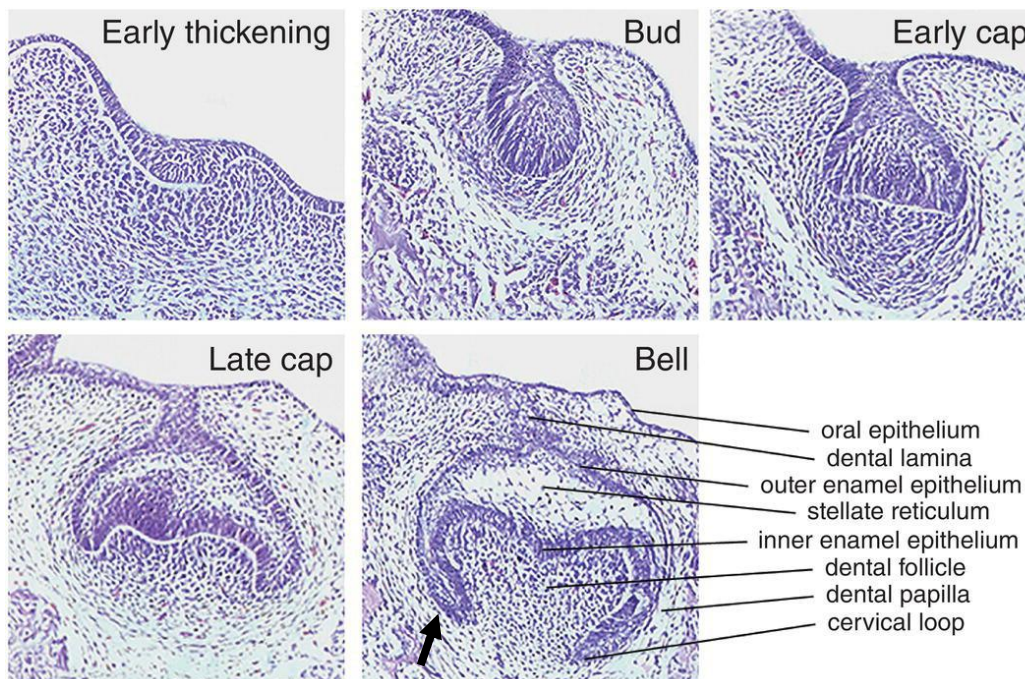 Early thickening
Bud
Early cap
Late cap
Bell
oral epithelium
dental lamina
outer enamel epithelium
stellate reticulum
inner enamel epithelium
dental follicle
dental papilla
cervical loop